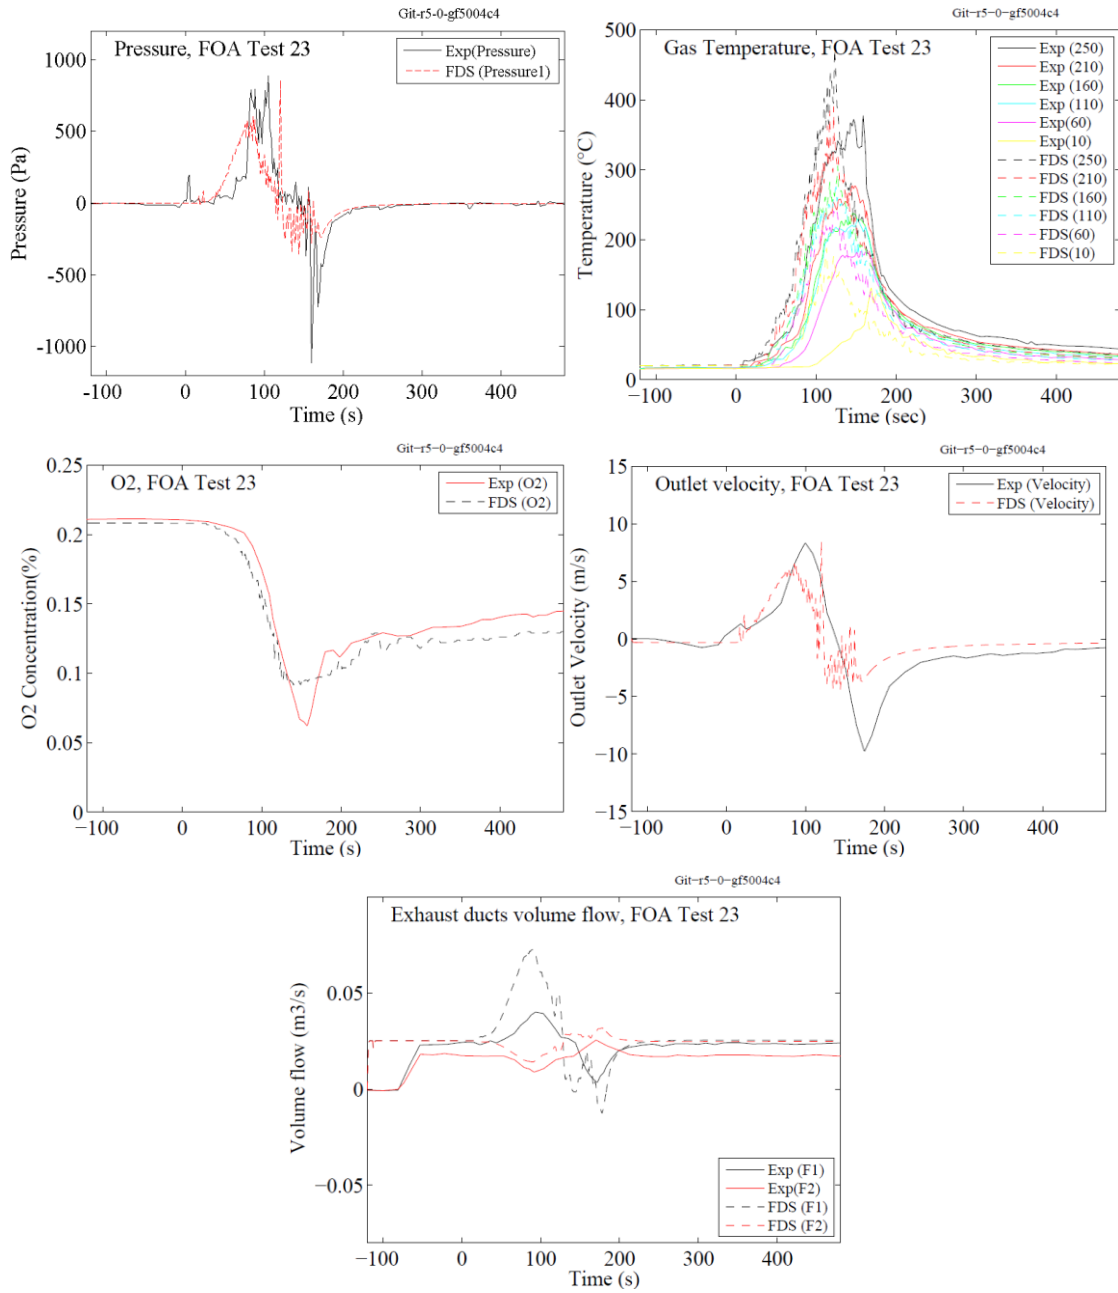 Git-r5-0-gf5004c4
Pressure, FOA Test 23
Exp(Pressure)
FDS (Pressure1)
1000
500
0
-500
-1000
Pressure (Pa)
-100 0 100 200 300 400
Time (s)
Git−r5−0−gf5004c4
Gas Temperature, FOA Test 23
Exp (250)
Exp (210)
Exp (160)
Exp (110)
Exp(60)
Exp(10)
FDS (250)
FDS (210)
FDS (160)
FDS (110)
FDS(60)
FDS(10)
500
400
300
200
100
0
Temperature (°C)
−100 0 100 200 300 400
Time (sec)
Git−r5−0−gf5004c4
O2, FOA Test 23
Exp (O2)
FDS (O2)
0.25
0.2
0.15
0.1
0.05
0
O2 Concentration(%)
−100 0 100 200 300 400
Time (s)
Git−r5−0−gf5004c4
Outlet velocity, FOA Test 23
Exp (Velocity)
FDS (Velocity)
15
10
5
0
−5
−10
−15
Outlet Velocity (m/s)
−100 0 100 200 300 400
Time (s)
Git−r5−0−gf5004c4
Exhaust ducts volume flow, FOA Test 23
0.05
0
−0.05
Volume flow (m3/s)
Exp (F1)
Exp(F2)
FDS (F1)
FDS (F2)
−100 0 100 200 300 400
Time (s)